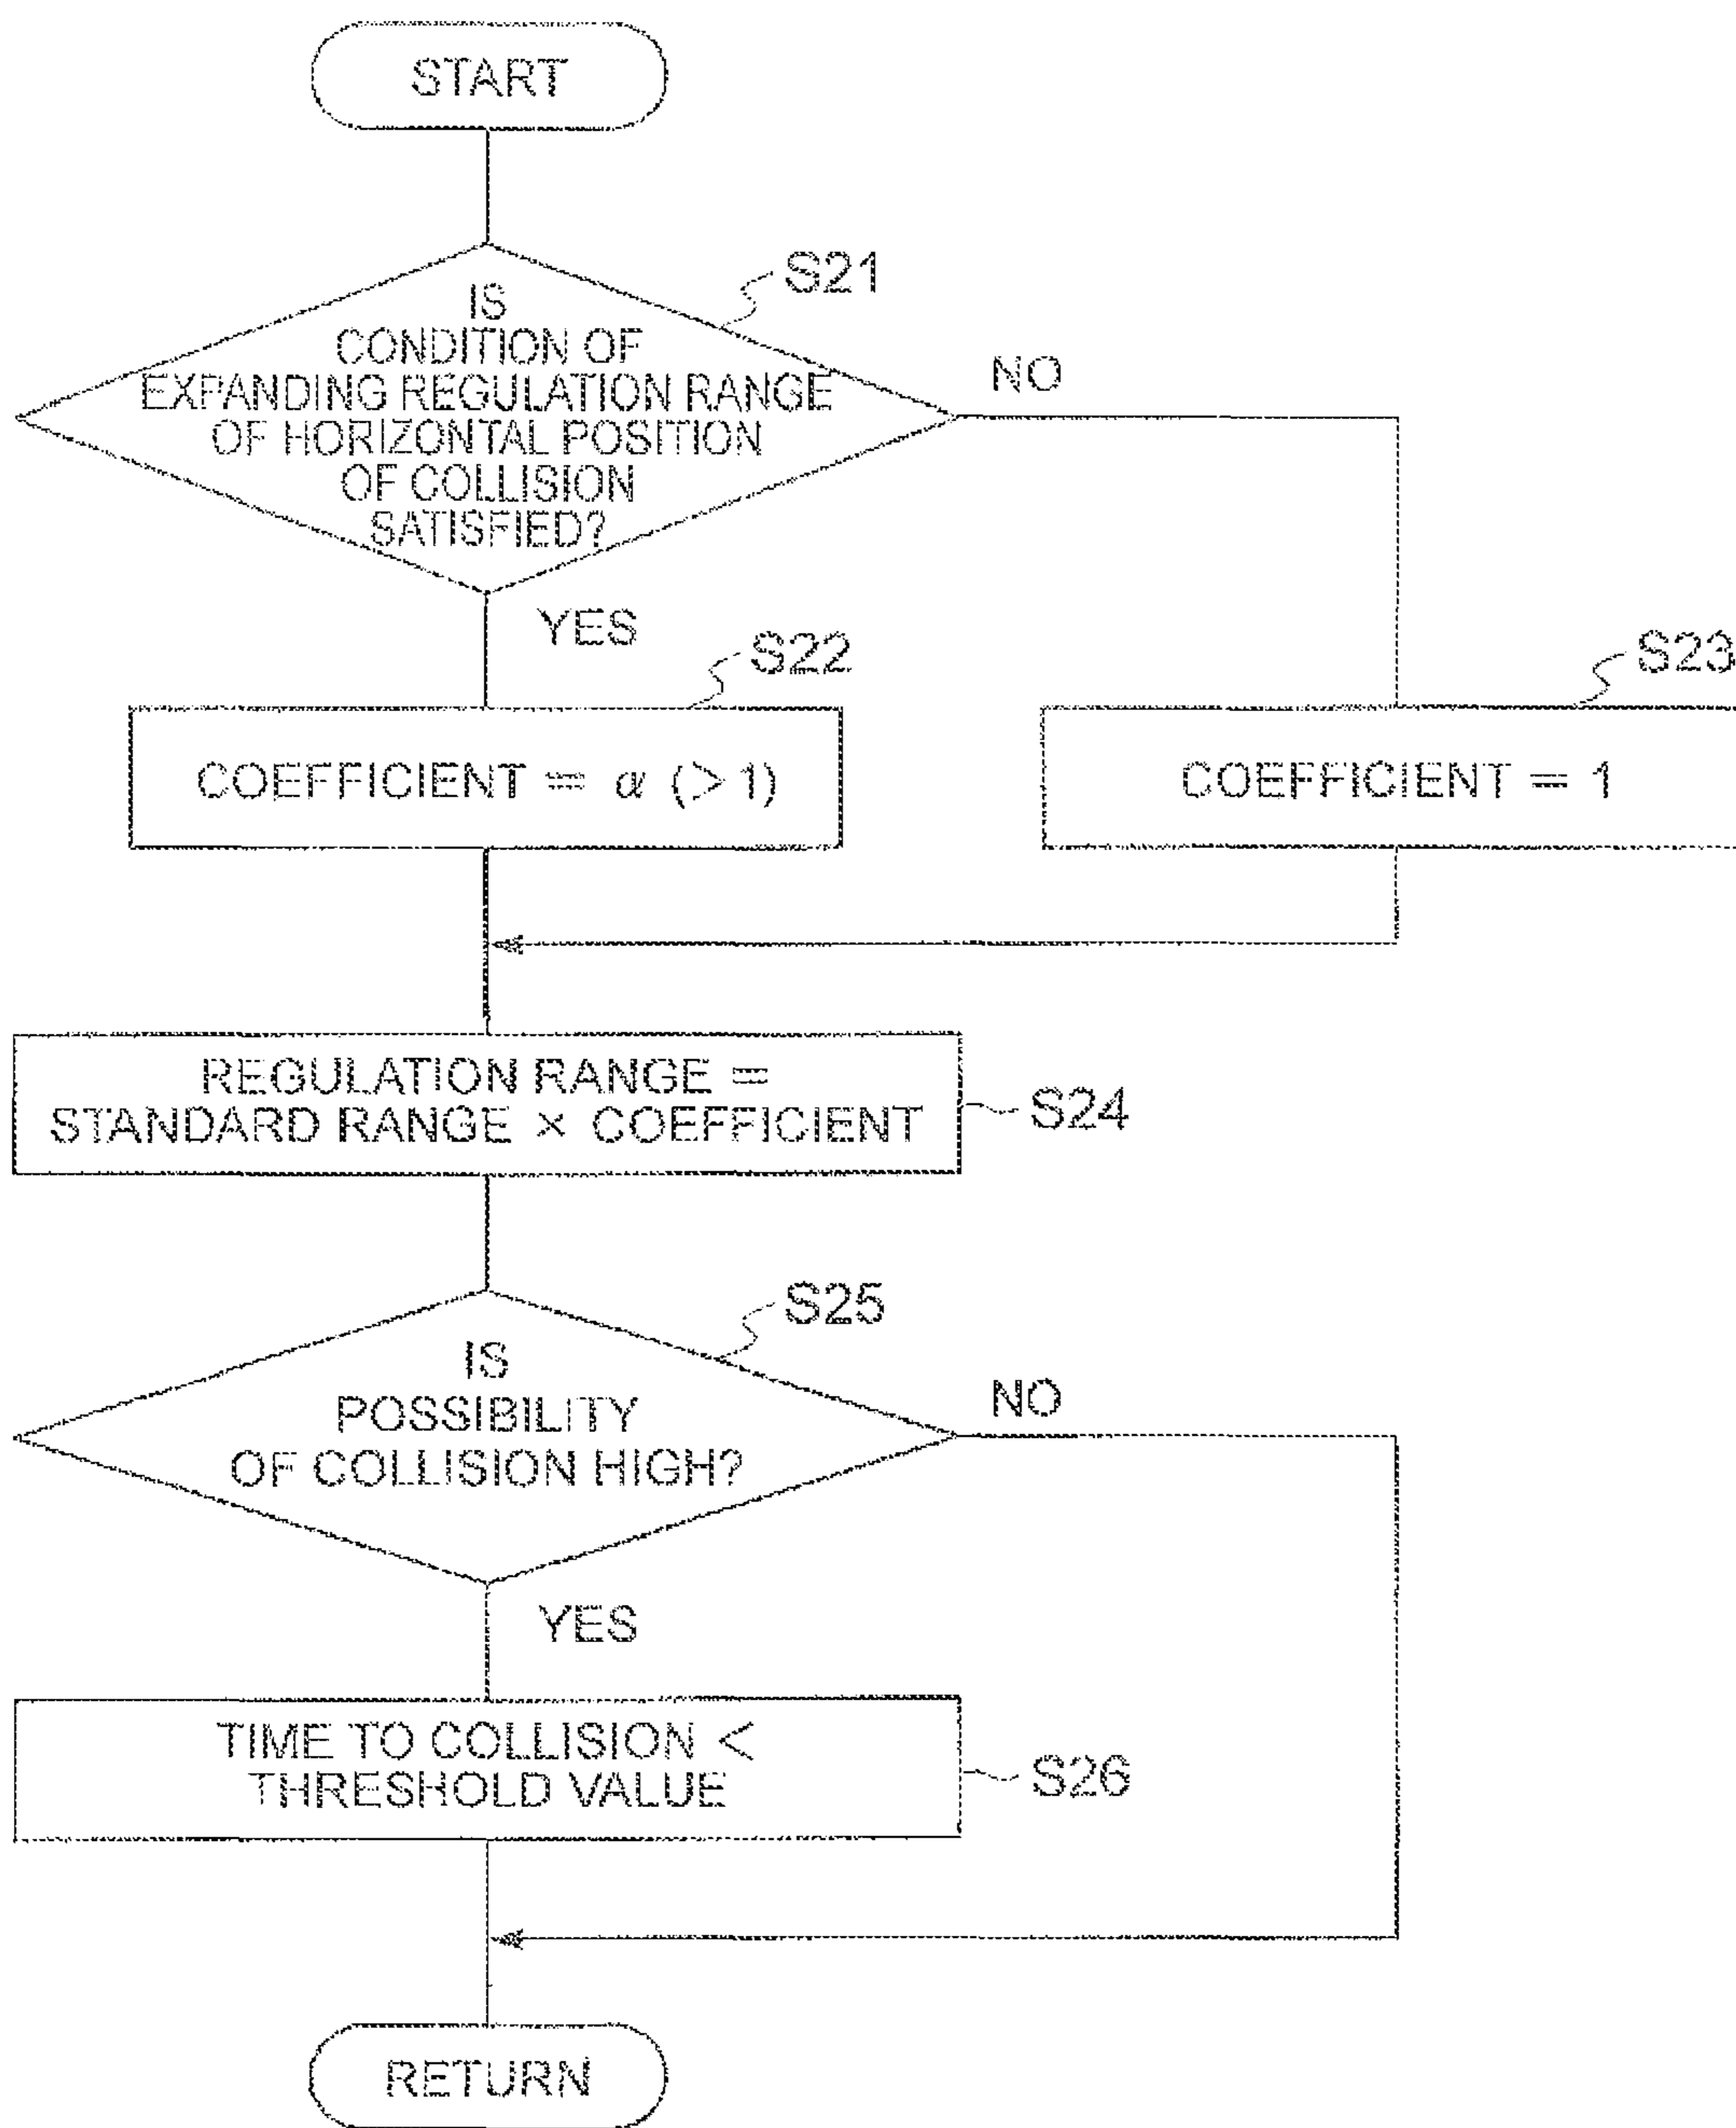 START
S21
IS
CONDITION OF
EXPANDING REGULATION RANGE
OF HORIZONTAL POSITION
OF COLLISION
SATISFIED?
NO
YES
S22
S23
COEFFICIENT = α (> 1)
COEFFICIENT = 1
REGULATION RANGE =
STANDARD RANGE × COEFFICIENT
S24
S25
IS
POSSIBILITY
OF COLLISION HIGH?
NO
YES
TIME TO COLLISION <
THRESHOLD VALUE
S26
RETURN